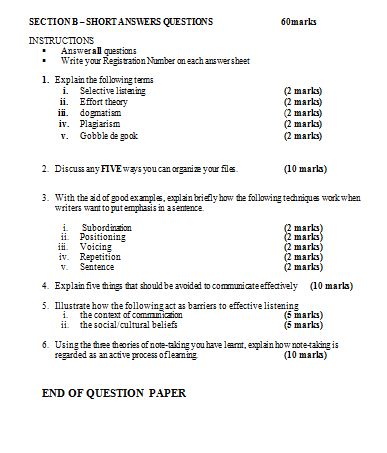 SECTION B – SHORT ANSWERS QUESTIONS 60marks
INSTRUCTIONS
▪ Answer all questions
▪ Write your Registration Number on each answer sheet
1. Explain the following terms
i. Selective listening (2 marks)
ii. Effort theory (2 marks)
iii. dogmatism (2 marks)
iv. Plagiarism (2 marks)
v. Gobble de gook (2 marks)
2. Discuss any FIVE ways you can organize your files. (10 marks)
3. With the aid of good examples, explain briefly how the following techniques work when
writers want to put emphasis in a sentence.
i. Subordination (2 marks)
ii. Positioning (2 marks)
iii. Voicing (2 marks)
iv. Repetition (2 marks)
v. Sentence (2 marks)
4. Explain five things that should be avoided to communicate effectively (10 marks)
5. Illustrate how the following act as barriers to effective listening
i. the context of communication (5 marks)
ii. the social/cultural beliefs (5 marks)
6. Using the three theories of note-taking you have learnt, explain how note-taking is
regarded as an active process of learning. (10 marks)
END OF QUESTION PAPER